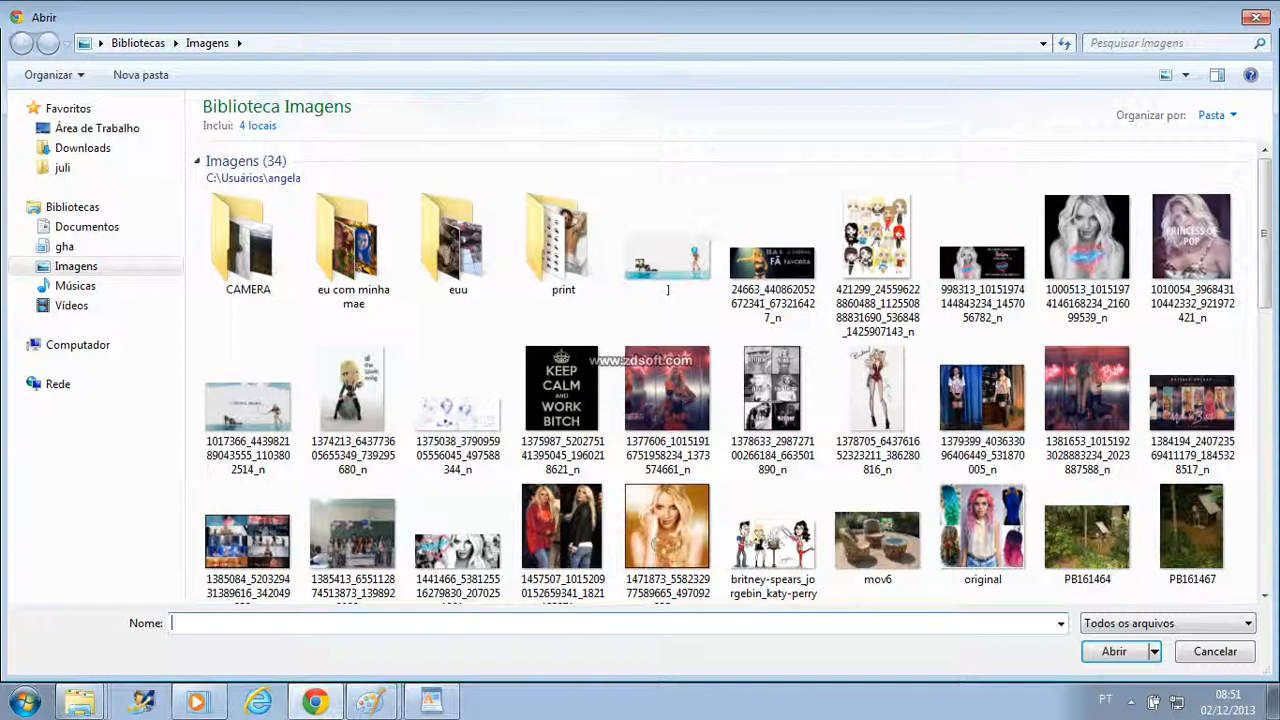 Abrir
Bibliotecas
Imagens
Pesquisar Imagens
Organizar
Nova pasta
Favoritos
Área de Trabalho
Downloads
juli
Bibliotecas
Documentos
gha
Imagens
Músicas
Vídeos
Computador
Rede
Biblioteca Imagens
Inclui: 4 locais
Organizar por: Pasta
Imagens (34)
C:\Usuários\angela
CAMERA
eu com minha
mae
euu
print
]
24663_440862052
672341_67321642
7_n
421299_24559622
8860488_1125508
88831690_536848
_1425907143_n
998313_10151974
144843234_14570
56782_n
1000513_1015197
4146168234_2160
99539_n
1010054_3968431
10442332_921972
421_n
ELA É A
FÃ
FAVORITA
PRINCESS OF
POP
1017366_4439821
89043555_110380
2514_n
1374213_6437736
05655349_739295
680_n
1375038_3790959
05556045_497588
344_n
1375987_5202751
41395045_196021
8621_n
1377606_1015191
6751958234_1373
574661_n
1378633_2987271
00266184_663501
890_n
1378705_6437616
52323211_386280
816_n
1379399_4036330
96406449_531870
005_n
1381653_1015192
3028883234_2023
887588_n
1384194_2407235
69411179_184532
8517_n
KEEP
CALM
AND
WORK
BITCH
www.zdsoft.com
1385084_5203294
31389616_342049
1385413_6551128
74513873_139892
1441466_5381255
16279830_207025
1457507_1015209
0152659341_1821
1471873_5582329
77589665_497092
britney-spears_jo
rgebin_katy-perry
mov6
original
PB161464
PB161467
Nome:
Todos os arquivos
Abrir
Cancelar
PT
08:51
02/12/2013